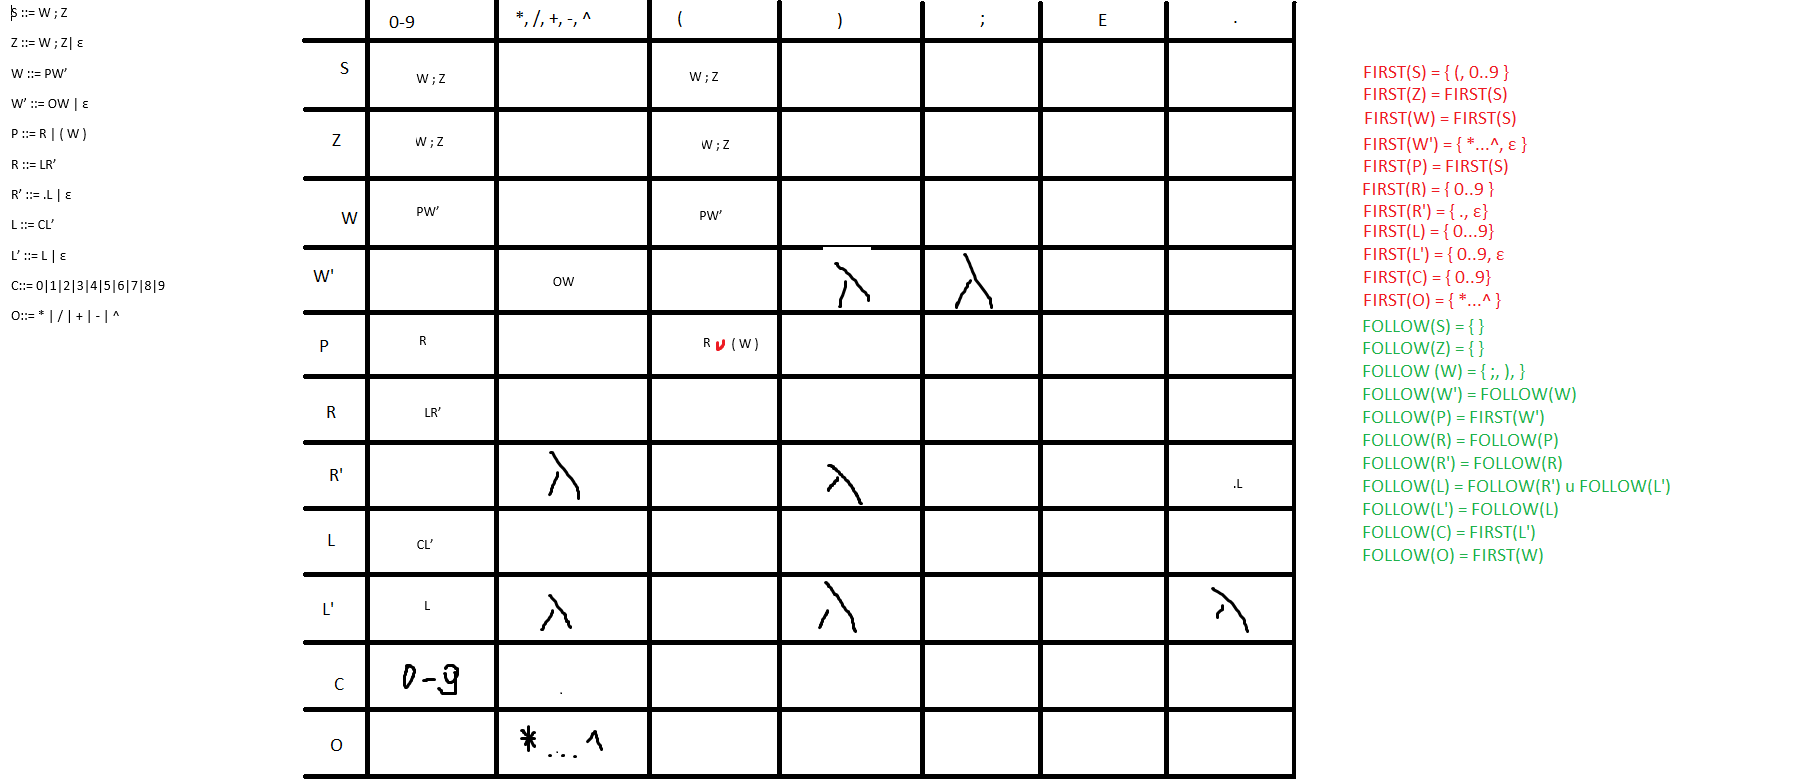 S ::= W ; Z
Z ::= W ; Z| ε
W ::= PW’
W’ ::= OW | ε
P ::= R | ( W )
R ::= LR’
R’ ::= .L | ε
L ::= CL’
L’ ::= L | ε
C::= 0|1|2|3|4|5|6|7|8|9
O::= * | / | + | - | ^
0-9 *, /, +, -, ^ ( ) ; E .
S W ; Z W ; Z
Z W ; Z W ; Z
W PW’ PW’
W' OW λ λ
P R R u ( W )
R LR’
R' λ λ .L
L CL’
L' L λ λ λ
C 0-9 .
O *...^
FIRST(S) = { (, 0..9 }
FIRST(Z) = FIRST(S)
FIRST(W) = FIRST(S)
FIRST(W') = { *...^, ε }
FIRST(P) = FIRST(S)
FIRST(R) = { 0..9 }
FIRST(R') = { ., ε}
FIRST(L) = { 0...9}
FIRST(L') = { 0..9, ε
FIRST(C) = { 0..9}
FIRST(O) = { *...^ }
FOLLOW(S) = { }
FOLLOW(Z) = { }
FOLLOW (W) = { ;, ), }
FOLLOW(W') = FOLLOW(W)
FOLLOW(P) = FIRST(W')
FOLLOW(R) = FOLLOW(P)
FOLLOW(R') = FOLLOW(R)
FOLLOW(L) = FOLLOW(R') u FOLLOW(L')
FOLLOW(L') = FOLLOW(L)
FOLLOW(C) = FIRST(L')
FOLLOW(O) = FIRST(W)